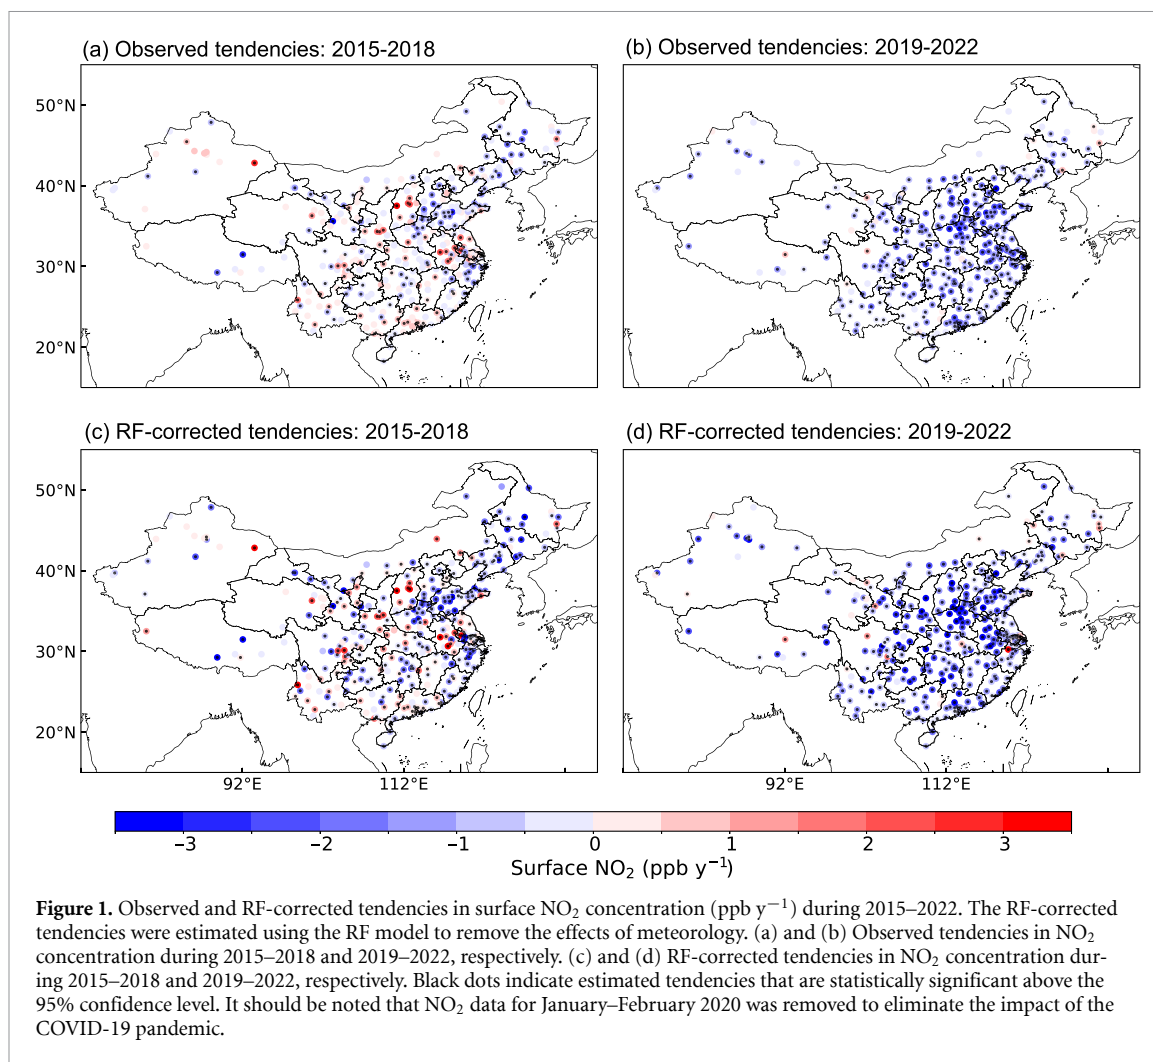 (a) Observed tendencies: 2015-2018
(b) Observed tendencies: 2019-2022
50°N
40°N
30°N
20°N
(c) RF-corrected tendencies: 2015-2018
(d) RF-corrected tendencies: 2019-2022
50°N
40°N
30°N
20°N
92°E 112°E 92°E 112°E
−3 −2 −1 0 1 2 3
Surface NO₂ (ppb y⁻¹)
Figure 1. Observed and RF-corrected tendencies in surface NO₂ concentration (ppb y⁻¹) during 2015–2022. The RF-corrected
tendencies were estimated using the RF model to remove the effects of meteorology. (a) and (b) Observed tendencies in NO₂
concentration during 2015–2018 and 2019–2022, respectively. (c) and (d) RF-corrected tendencies in NO₂ concentration dur-
ing 2015–2018 and 2019–2022, respectively. Black dots indicate estimated tendencies that are statistically significant above the
95% confidence level. It should be noted that NO₂ data for January–February 2020 was removed to eliminate the impact of the
COVID-19 pandemic.